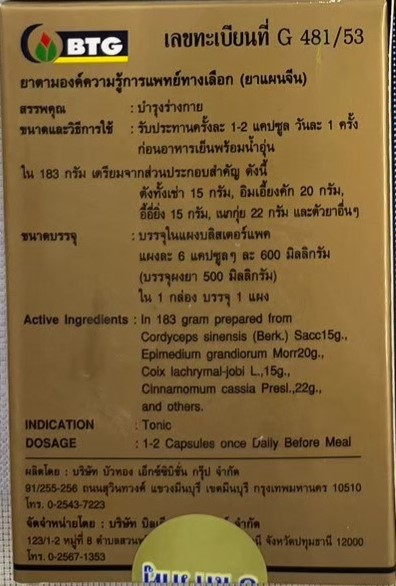 BTG
เลขทะเบียนที่ G 481/53
ยาตามองค์ความรู้การแพทย์ทางเลือก (ยาแผนจีน)
สรรพคุณ : บำรุงร่างกาย
ขนาดและวิธีการใช้ : รับประทานครั้งละ 1-2 แคปซูล วันละ 1 ครั้ง
ก่อนอาหารเย็นพร้อมน้ำอุ่น
ใน 183 กรัม เตรียมจากส่วนประกอบสำคัญ ดังนี้
ตังทั่งเช่า 15 กรัม, อิมเอี้ยงคัก 20 กรัม,
อี้อี่ยิ่ง 15 กรัม, เนกกุ่ย 22 กรัม และตัวยาอื่นๆ
ขนาดบรรจุ : บรรจุในแผงบลิสเตอร์แพค
แผงละ 6 แคปซูลๆ ละ 600 มิลลิกรัม
(บรรจุผงยา 500 มิลลิกรัม)
ใน 1 กล่อง บรรจุ 1 แผง
Active Ingredients : In 183 gram prepared from
Cordyceps sinensis (Berk.) Sacc15g.,
Epimedium grandiorum Morr20g.,
Coix lachrymal-jobi L.,15g.,
Cinnamomum cassia Presl.,22g.,
and others.
INDICATION : Tonic
DOSAGE : 1-2 Capsules once Daily Before Meal
ผลิตโดย : บริษัท บัวทอง เอ็กซ์ซิบิชั่น กรุ๊ป จำกัด
91/255-256 ถนนสุวินทวงศ์ แขวงมีนบุรี เขตมีนบุรี กรุงเทพมหานคร 10510
โทร. 0-2543-7223
จัดจำหน่ายโดย : บริษัท จำกัด
123/1-2 หมู่ที่ 8 จังหวัดปทุมธานี 12000
โทร. 0-2567-1353